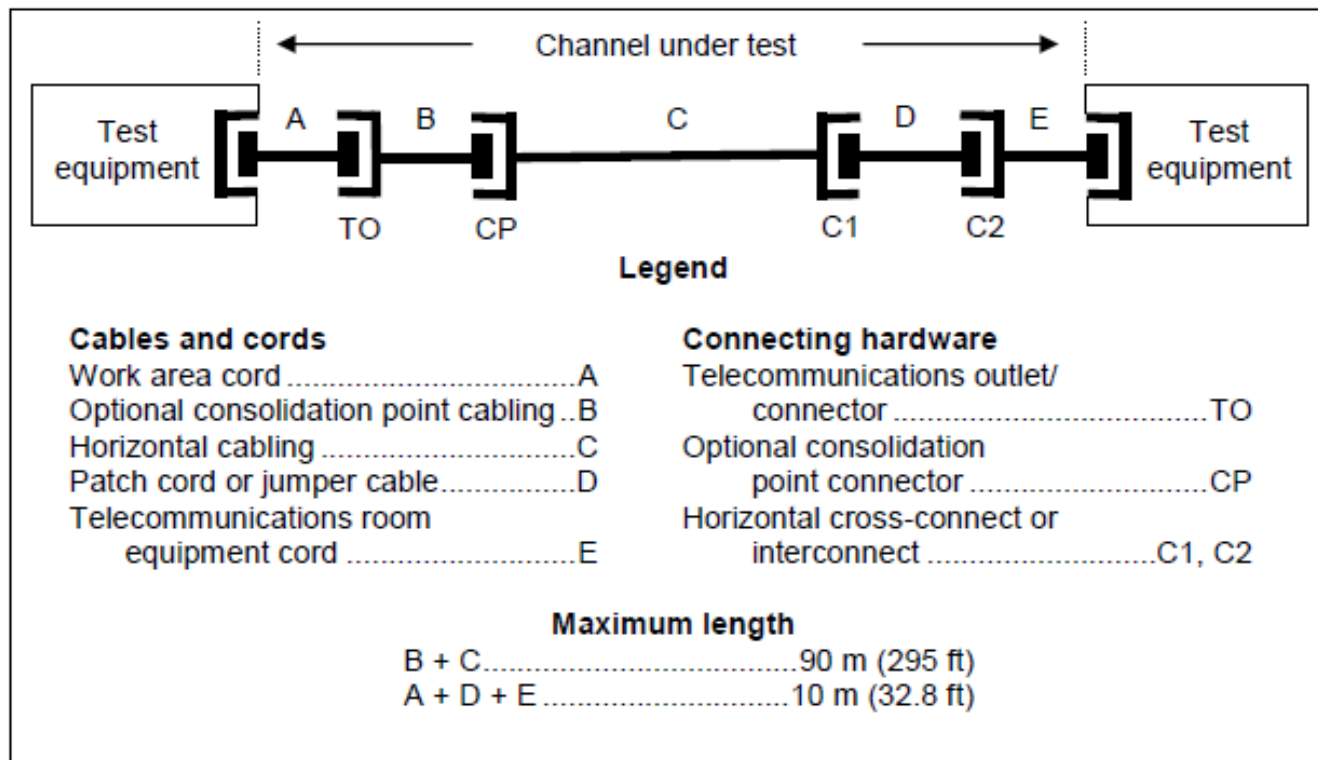 Channel under test
Test equipment
A
B
C
D
E
Test equipment
TO
CP
C1
C2
Legend
Cables and cords
Work area cord ....................................A
Optional consolidation point cabling ..B
Horizontal cabling ................................C
Patch cord or jumper cable.................D
Telecommunications room
equipment cord .............................E
Connecting hardware
Telecommunications outlet/
connector .......................................TO
Optional consolidation
point connector ..............................CP
Horizontal cross-connect or
interconnect .............................C1, C2
Maximum length
B + C.......................................90 m (295 ft)
A + D + E .............................10 m (32.8 ft)